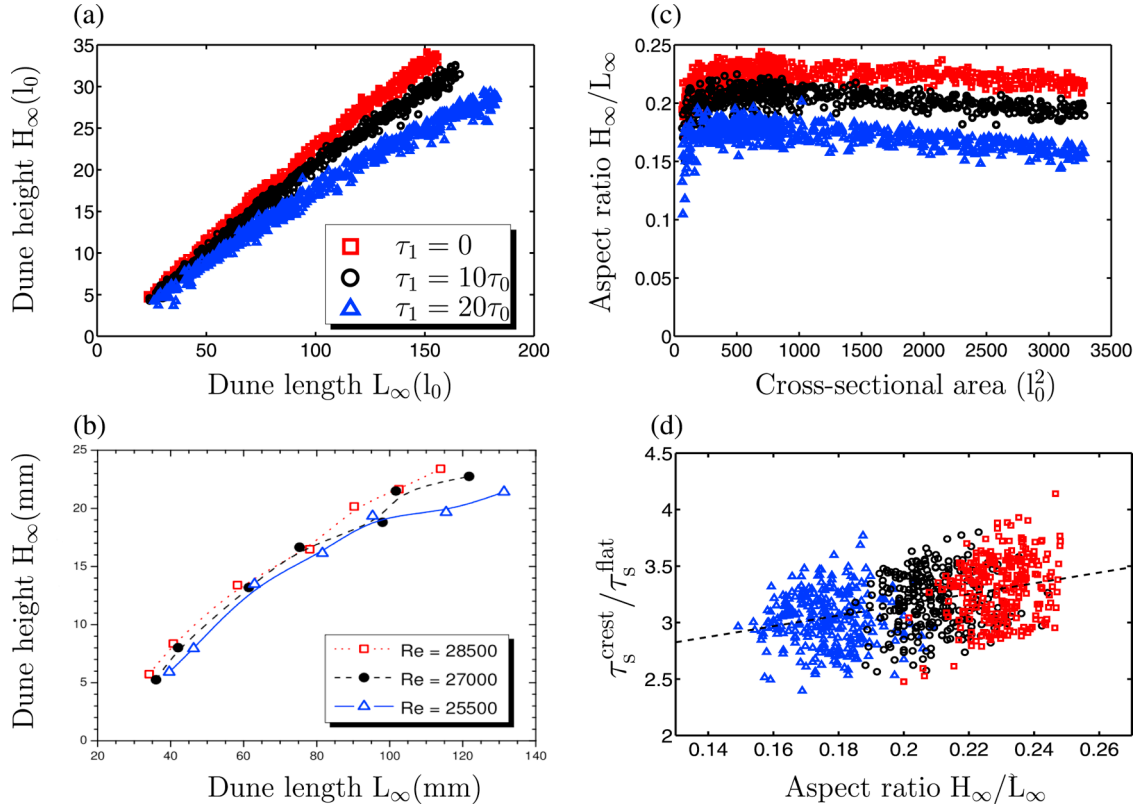 (a)
Dune height H∞(l₀)
35
30
25
20
15
10
5
0
0 50 100 150 200
Dune length L∞(l₀)
τ₁ = 0
τ₁ = 10τ₀
τ₁ = 20τ₀
(c)
Aspect ratio H∞/L∞
0.25
0.2
0.15
0.1
0.05
0
0 500 1000 1500 2000 2500 3000 3500
Cross-sectional area (l₀²)
(b)
Dune height H∞(mm)
25
20
15
10
5
0
20 40 60 80 100 120 140
Dune length L∞(mm)
Re = 28500
Re = 27000
Re = 25500
(d)
τₛᶜʳᵉˢᵗ/τₛᶠˡᵃᵗ
4.5
4
3.5
3
2.5
2
0.14 0.16 0.18 0.2 0.22 0.24 0.26
Aspect ratio H∞/L∞